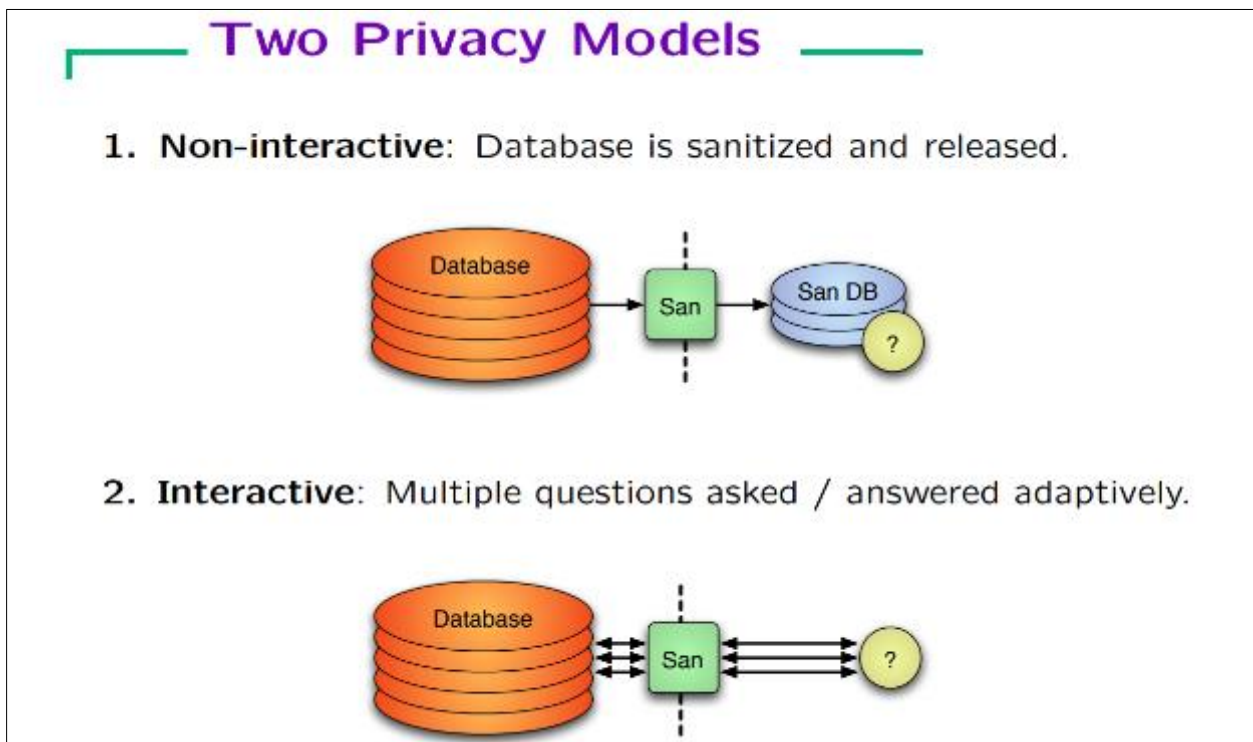 Two Privacy Models
1. Non-interactive: Database is sanitized and released.
Database
San
San DB
?
2. Interactive: Multiple questions asked / answered adaptively.
Database
San
?